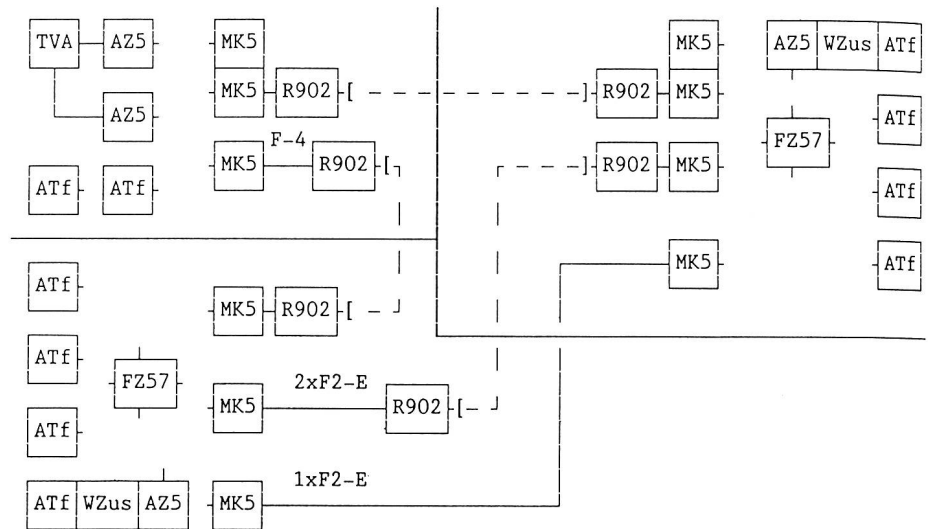 TVA AZ5 MK5 MK5 AZ5 WZus ATf
MK5 R902 R902 MK5
AZ5 ATf
F-4 FZ57
MK5 R902 R902 MK5
ATf ATf ATf
MK5 ATf
ATf
MK5 R902
ATf
FZ57 2xF2-E
MK5 R902
ATf
1xF2-E
ATf WZus AZ5 MK5